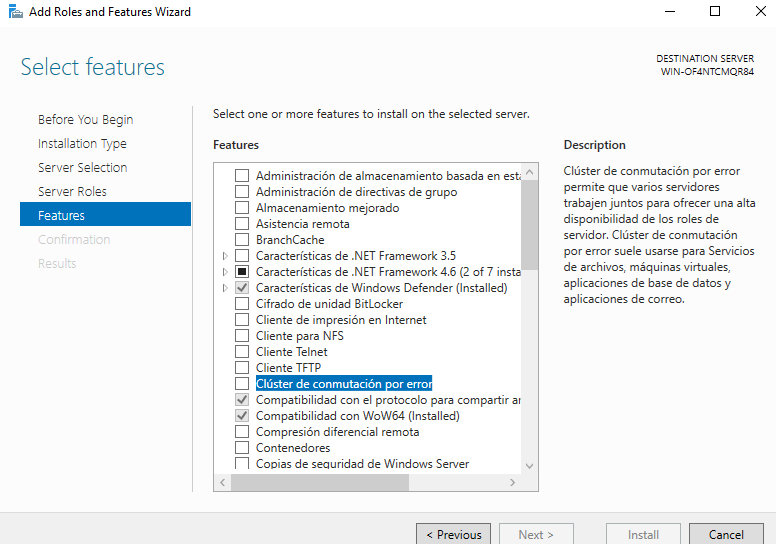 Add Roles and Features Wizard
Select features
DESTINATION SERVER
WIN-OF4NTCMQR84
Before You Begin
Installation Type
Server Selection
Server Roles
Features
Confirmation
Results
Select one or more features to install on the selected server.
Features
Administración de almacenamiento basada en está
Administración de directivas de grupo
Almacenamiento mejorado
Asistencia remota
BranchCache
Características de .NET Framework 3.5
Características de .NET Framework 4.6 (2 of 7 insta
Características de Windows Defender (Installed)
Cifrado de unidad BitLocker
Cliente de impresión en Internet
Cliente para NFS
Cliente Telnet
Cliente TFTP
Clúster de conmutación por error
Compatibilidad con el protocolo para compartir ar
Compatibilidad con WoW64 (Installed)
Compresión diferencial remota
Contenedores
Copias de seguridad de Windows Server
Description
Clúster de conmutación por error
permite que varios servidores
trabajen juntos para ofrecer una alta
disponibilidad de los roles de
servidor. Clúster de conmutación
por error suele usarse para Servicios
de archivos, máquinas virtuales,
aplicaciones de base de datos y
aplicaciones de correo.
< Previous
Next >
Install
Cancel